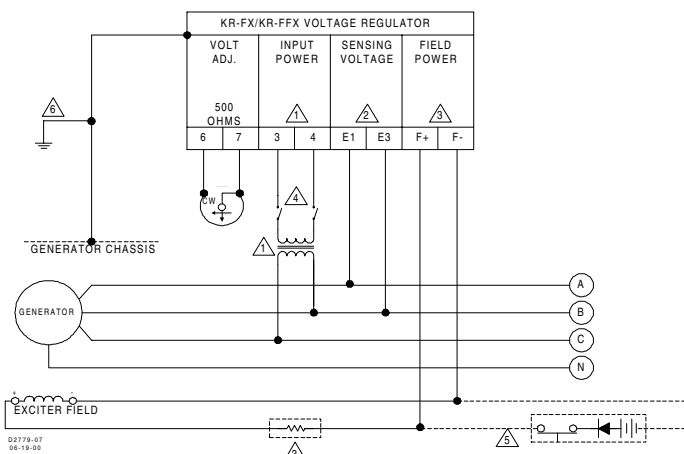 KR-FX/KR-FFX VOLTAGE REGULATOR
VOLT ADJ.
INPUT POWER
SENSING VOLTAGE
FIELD POWER
500 OHMS
1
2
3
6 7 3 4 E1 E3 F+ F-
6
CW
4
1
GENERATOR CHASSIS
GENERATOR
A
B
C
N
+ -
EXCITER FIELD
5
D2779-07
06-19-00